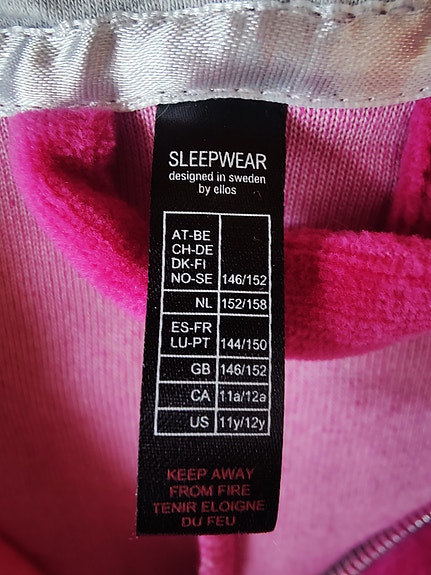 SLEEPWEAR
designed in sweden
by ellos
AT-BE
CH-DE
DK-FI
NO-SE 146/152
NL 152/158
ES-FR
LU-PT 144/150
GB 146/152
CA 11a/12a
US 11y/12y
KEEP AWAY
FROM FIRE
TENIR ELOIGNE
DU FEU